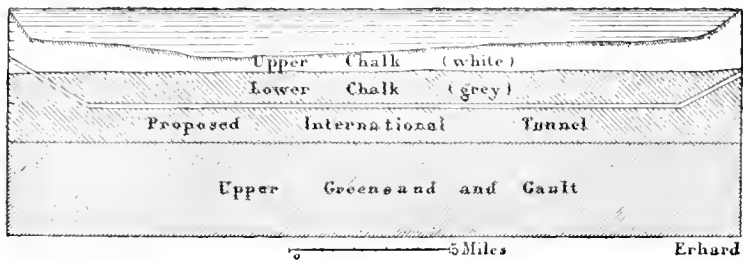 Upper Chalk (white)
Lower Chalk (grey)
Proposed International Tunnel
Upper Greensand and Gault
0 5 Miles Erhard